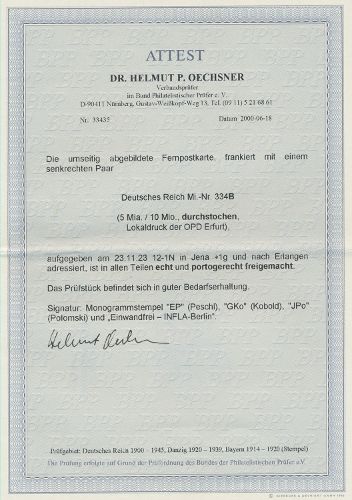 ATTEST
DR. HELMUT P. OECHSNER
Verbandsprüfer
im Bund Philatelistischer Prüfer e. V.
D-90411 Nürnberg, Gustav-Weißkopf-Weg 13, Tel. (09 11) 5 21 68 61
Nr. 33435 Datum 2000-06-18
Die umseitig abgebildete Fernpostkarte, frankiert mit einem
senkrechten Paar
Deutsches Reich Mi.-Nr. 334B
(5 Mia. / 10 Mio., durchstochen,
Lokaldruck der OPD Erfurt),
aufgegeben am 23.11.23 12-1N in Jena *1g und nach Erlangen
adressiert, ist in allen Teilen echt und portogerecht freigemacht.
Das Prüfstück befindet sich in guter Bedarfserhaltung.
Signatur: Monogrammstempel "EP" (Peschl), "GKo" (Kobold), "JPo"
(Polomski) und „Einwandfrei – INFLA-Berlin".
Helmut Oechsner
Prüfgebiet: Deutsches Reich 1900 - 1945, Danzig 1920 - 1939, Bayern 1914 - 1920 (Stempel)
Die Prüfung erfolgte auf Grund der Prüfordnung des Bundes der Philatelistischen Prüfer e.V.